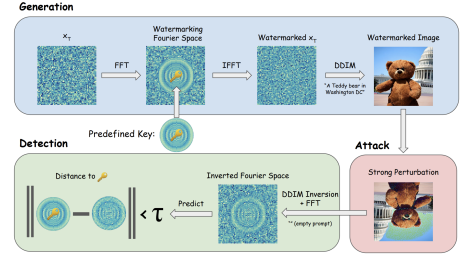 Generation
x_T
Watermarking
Fourier Space
Watermarked x_T
Watermarked Image
FFT
IFFT
DDIM
"A Teddy bear in
Washington DC"
Predefined Key:
Detection
Attack
Distance to
Inverted Fourier Space
Strong Perturbation
< τ
Predict
DDIM Inversion
+ FFT
"" (empty prompt)